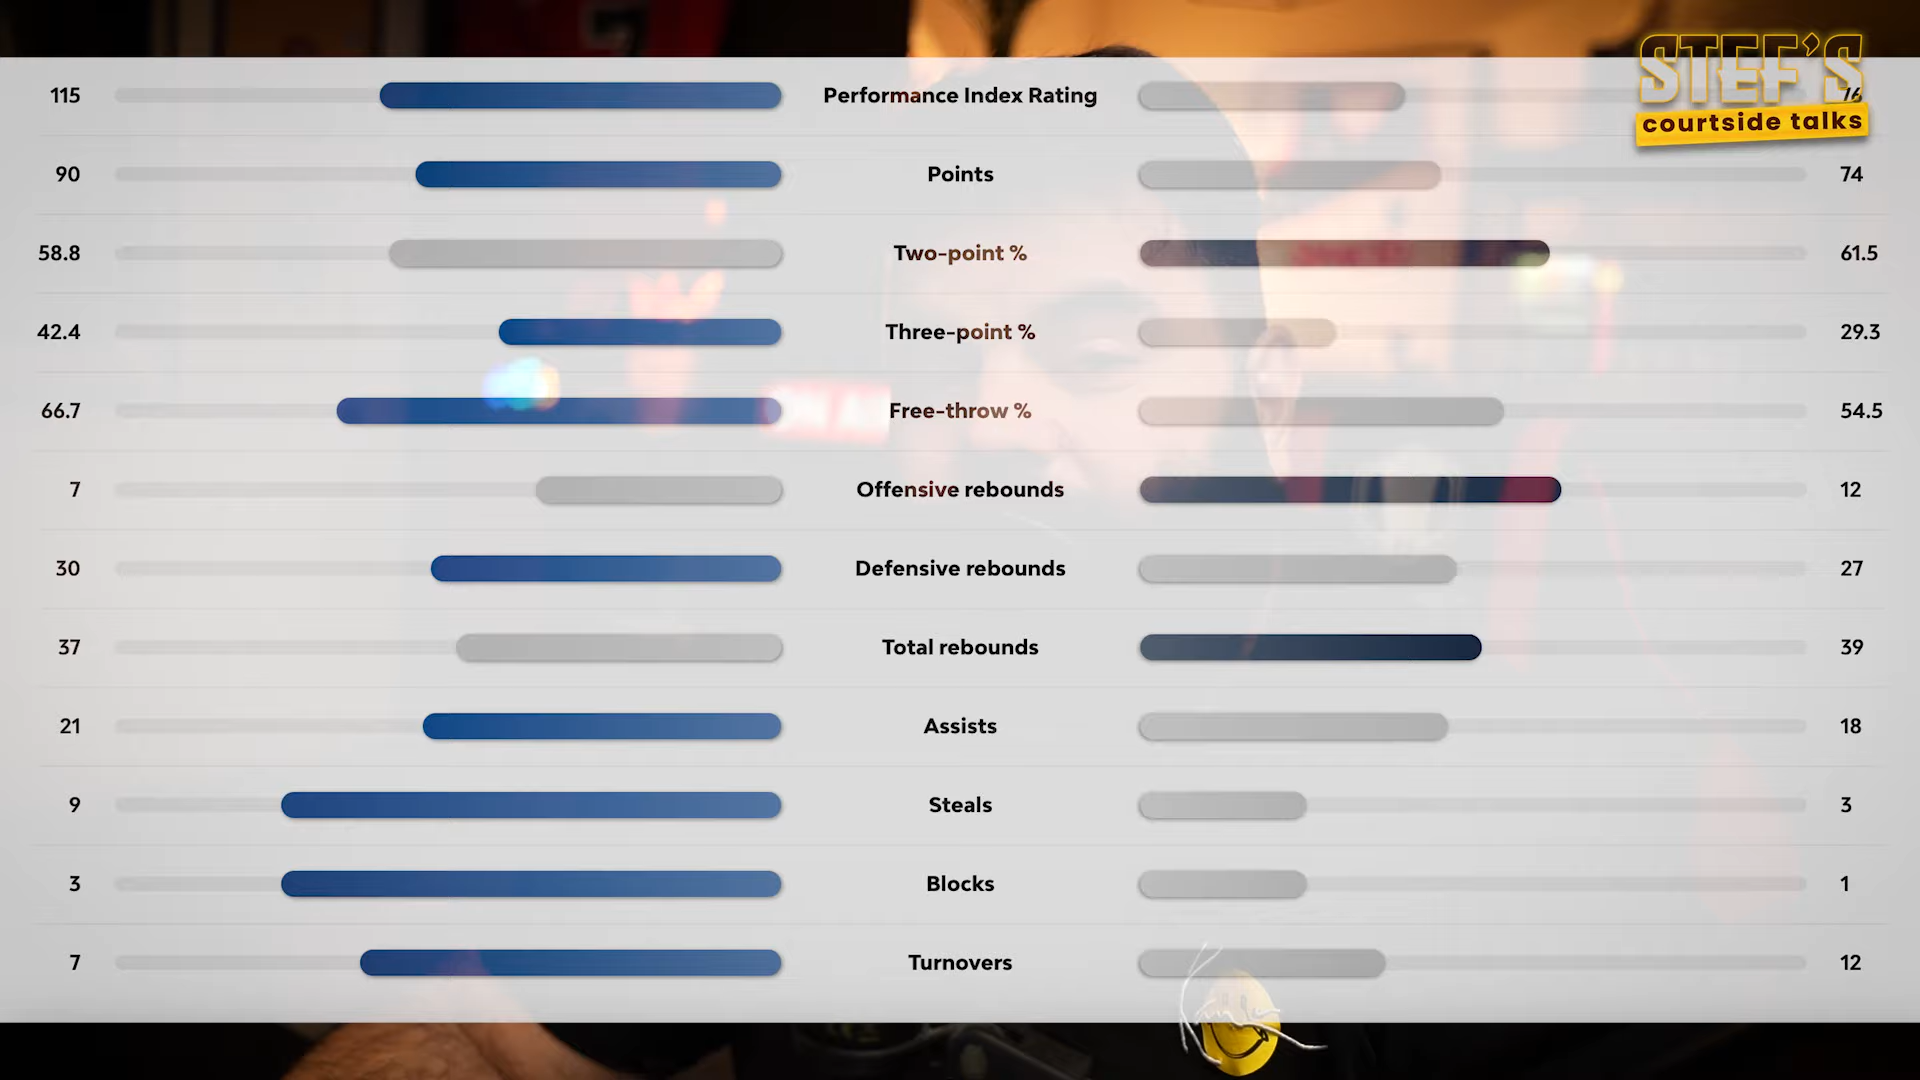 STEF'S
courtside talks
115 Performance Index Rating 76
90 Points 74
58.8 Two-point % 61.5
42.4 Three-point % 29.3
66.7 Free-throw % 54.5
7 Offensive rebounds 12
30 Defensive rebounds 27
37 Total rebounds 39
21 Assists 18
9 Steals 3
3 Blocks 1
7 Turnovers 12